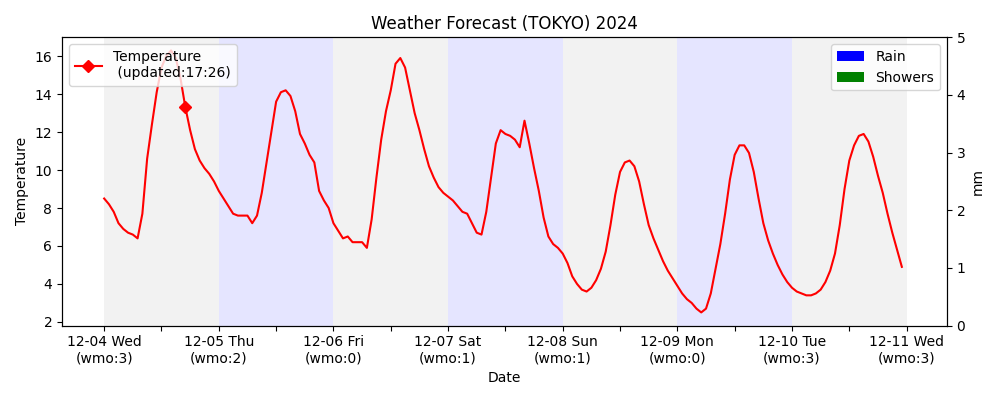 Weather Forecast (TOKYO) 2024
Temperature
(updated:17:26)
Rain
Showers
16
14
12
10
8
6
4
2
Temperature
5
4
3
2
1
0
mm
12-04 Wed
(wmo:3)
12-05 Thu
(wmo:2)
12-06 Fri
(wmo:0)
12-07 Sat
(wmo:1)
12-08 Sun
(wmo:1)
12-09 Mon
(wmo:0)
12-10 Tue
(wmo:3)
12-11 Wed
(wmo:3)
Date